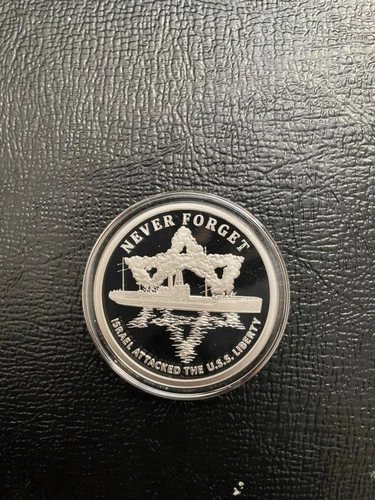 NEVER FORGET
ISRAEL ATTACKED THE U.S.S. LIBERTY